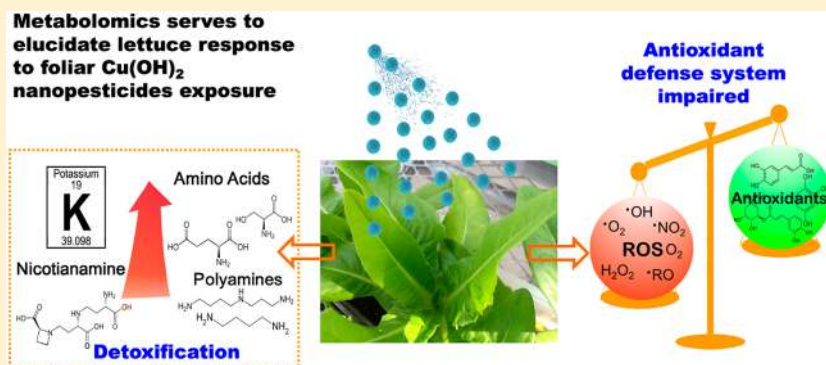 Metabolomics serves to
elucidate lettuce response
to foliar Cu(OH)₂
nanopesticides exposure
Potassium
19
K
39.098
Amino Acids
Nicotianamine
Polyamines
Detoxification
Antioxidant
defense system
impaired
•OH
•O₂
•NO₂
ROS
O₂
H₂O₂
•RO
Antioxidants